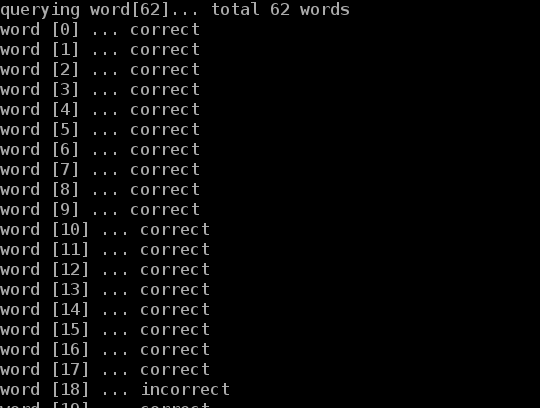 querying word[62]... total 62 words
word [0] ... correct
word [1] ... correct
word [2] ... correct
word [3] ... correct
word [4] ... correct
word [5] ... correct
word [6] ... correct
word [7] ... correct
word [8] ... correct
word [9] ... correct
word [10] ... correct
word [11] ... correct
word [12] ... correct
word [13] ... correct
word [14] ... correct
word [15] ... correct
word [16] ... correct
word [17] ... correct
word [18] ... incorrect